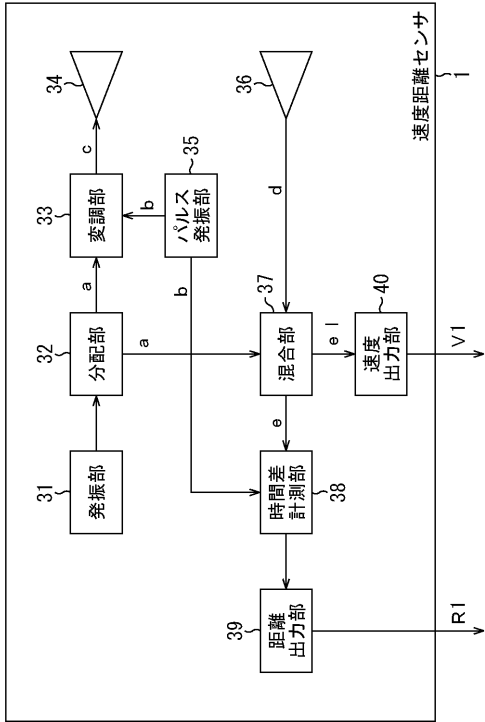 速度距離センサ
1
34
36
c
d
35
33
変調部
b
パルス
発振部
a
b
37
40
32
分配部
a
混合部
e l
速度
出力部
V1
e
31
発振部
時間差
計測部
38
39
距離
出力部
R1